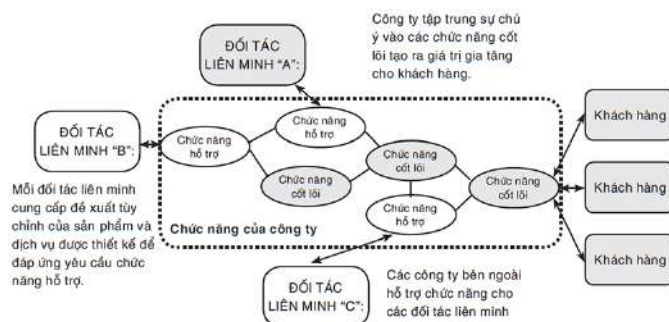 Công ty tập trung sự chú
ý vào các chức năng cốt
lõi tạo ra giá trị gia tăng
cho khách hàng.
ĐỐI TÁC
LIÊN MINH “A”:
ĐỐI TÁC
LIÊN MINH “B”:
Chức năng
hỗ trợ
Chức năng
hỗ trợ
Chức năng
cốt lõi
Chức năng
cốt lõi
Chức năng
hỗ trợ
Chức năng
cốt lõi
Khách hàng
Khách hàng
Khách hàng
Chức năng của công ty
Mỗi đối tác liên minh
cung cấp đề xuất tùy
chỉnh của sản phẩm và
dịch vụ được thiết kế để
đáp ứng yêu cầu chức
năng hỗ trợ.
ĐỐI TÁC
LIÊN MINH “C”:
Các công ty bên ngoài
hỗ trợ chức năng cho
các đối tác liên minh